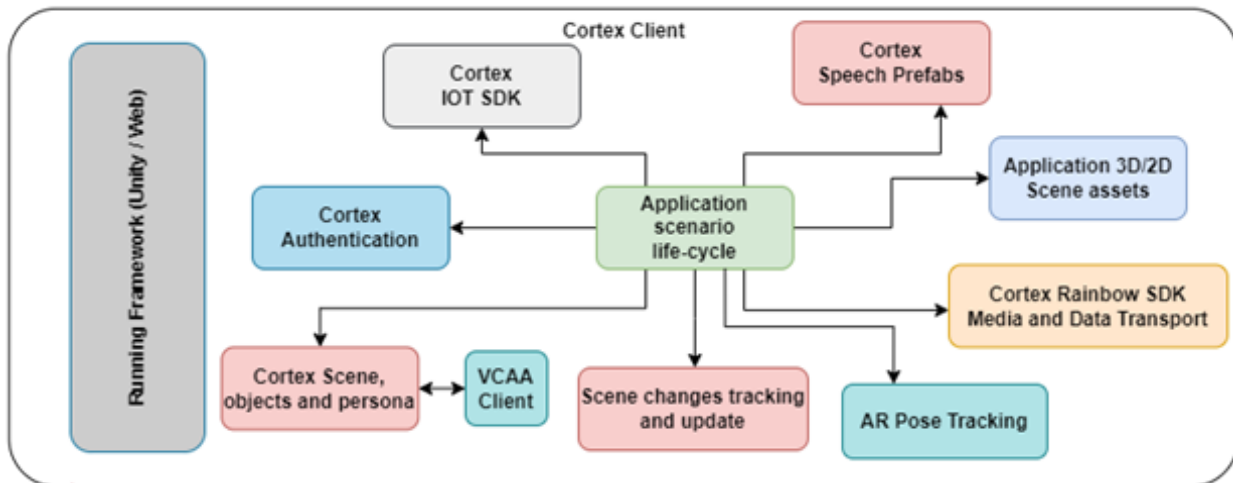 Cortex Client
Running Framework (Unity / Web)
Cortex
IOT SDK
Cortex
Speech Prefabs
Application 3D/2D
Scene assets
Cortex
Authentication
Application
scenario
life-cycle
Cortex Rainbow SDK
Media and Data Transport
Cortex Scene,
objects and persona
VCAA
Client
Scene changes tracking
and update
AR Pose Tracking